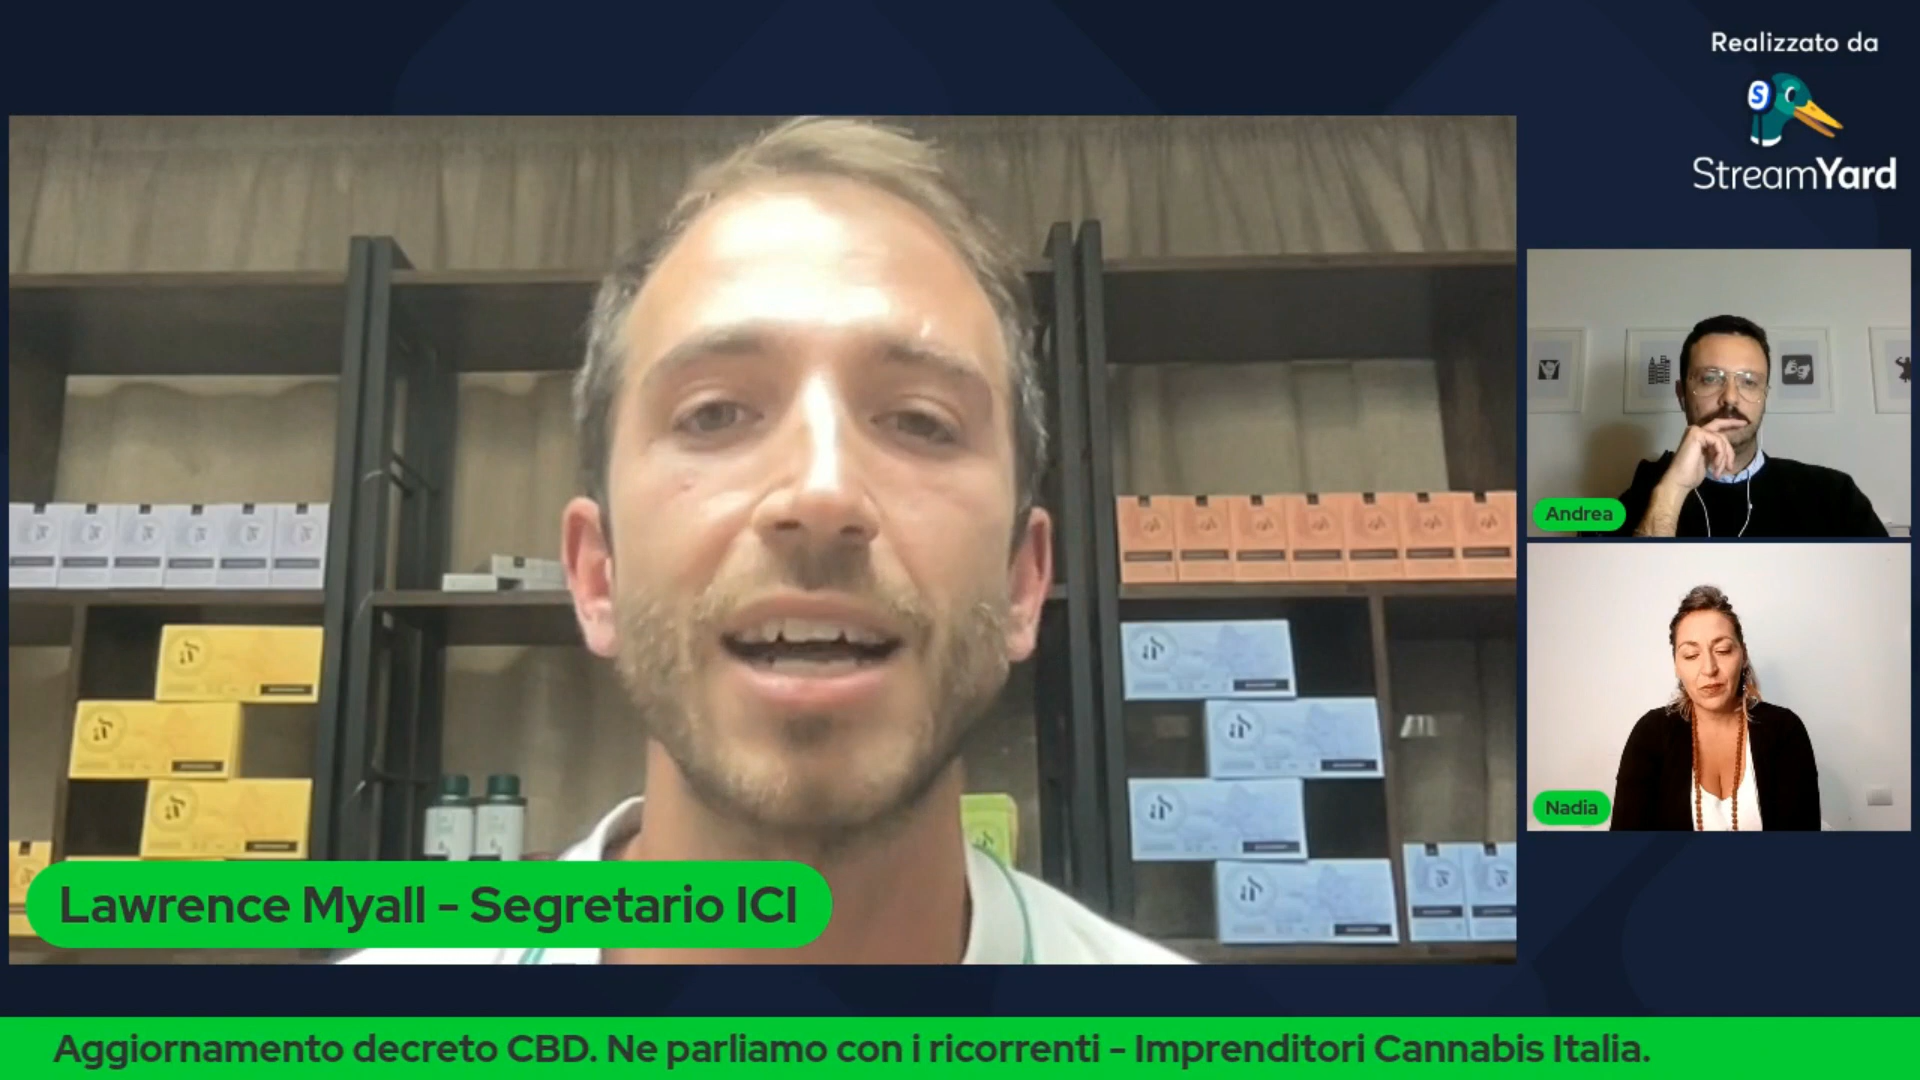 Realizzato da
StreamYard
Andrea
Nadia
Lawrence Myall - Segretario ICI
Aggiornamento decreto CBD. Ne parliamo con i ricorrenti - Imprenditori Cannabis Italia.